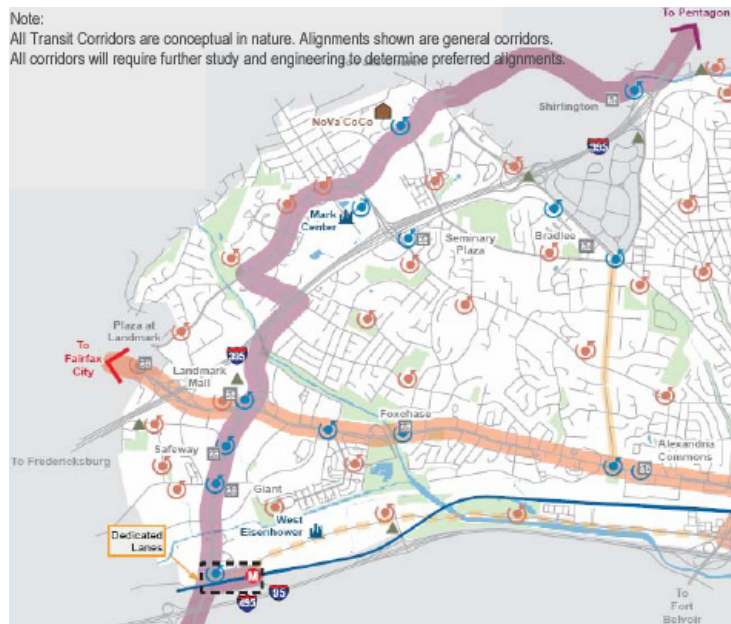 Note:
All Transit Corridors are conceptual in nature. Alignments shown are general corridors.
All corridors will require further study and engineering to determine preferred alignments.
To Pentagon
Shirlington
NoVa CoCo
395
Mark
Center
Seminary
Plaza
Bradlee
Plaza at
Landmark
To
Fairfax
City
395
Landmark
Mall
Foxchase
To Fredericksburg
Safeway
Alexandria
Commons
Giant
West
Eisenhower
Dedicated
Lanes
M
95
To
Fort
Belvoir